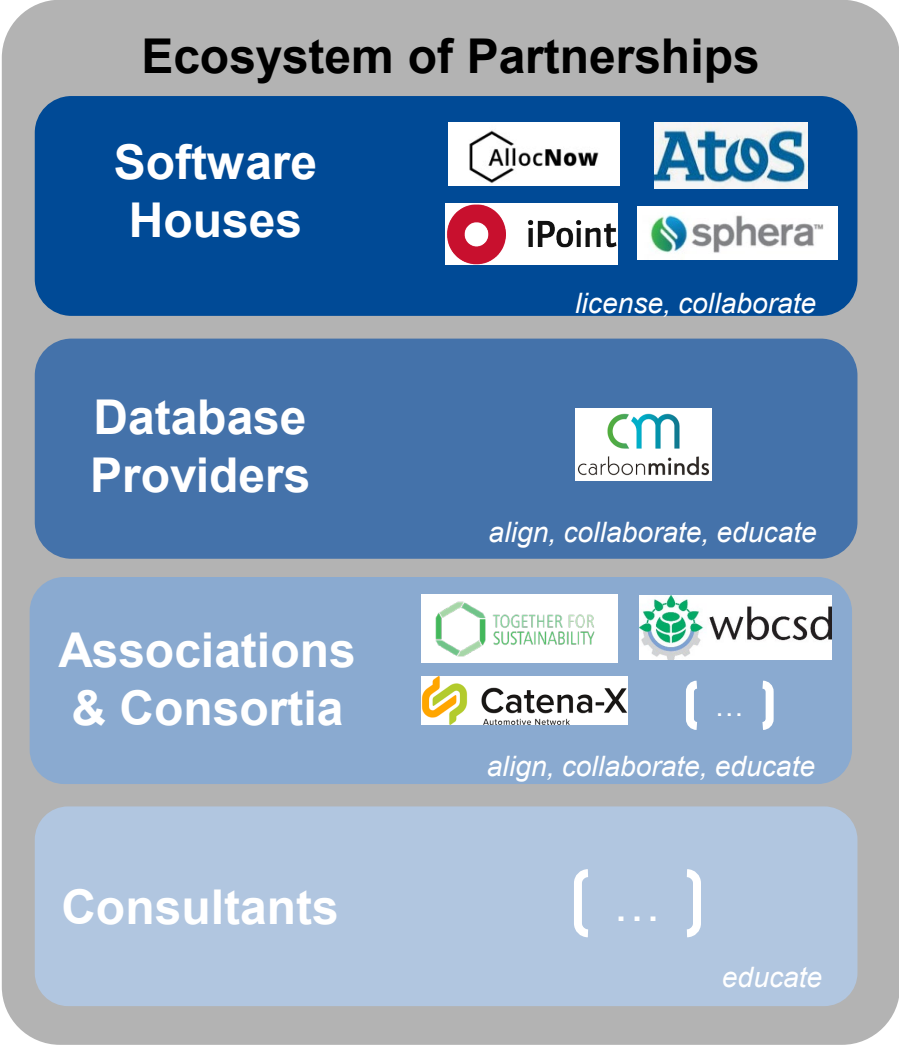 Ecosystem of Partnerships
Software
Houses
AllocNow
Atos
iPoint
sphera™
license, collaborate
Database
Providers
cm
carbonminds
align, collaborate, educate
Associations
& Consortia
TOGETHER FOR
SUSTAINABILITY
wbcsd
Catena-X
Automotive Network
( ... )
align, collaborate, educate
Consultants
( ... )
educate